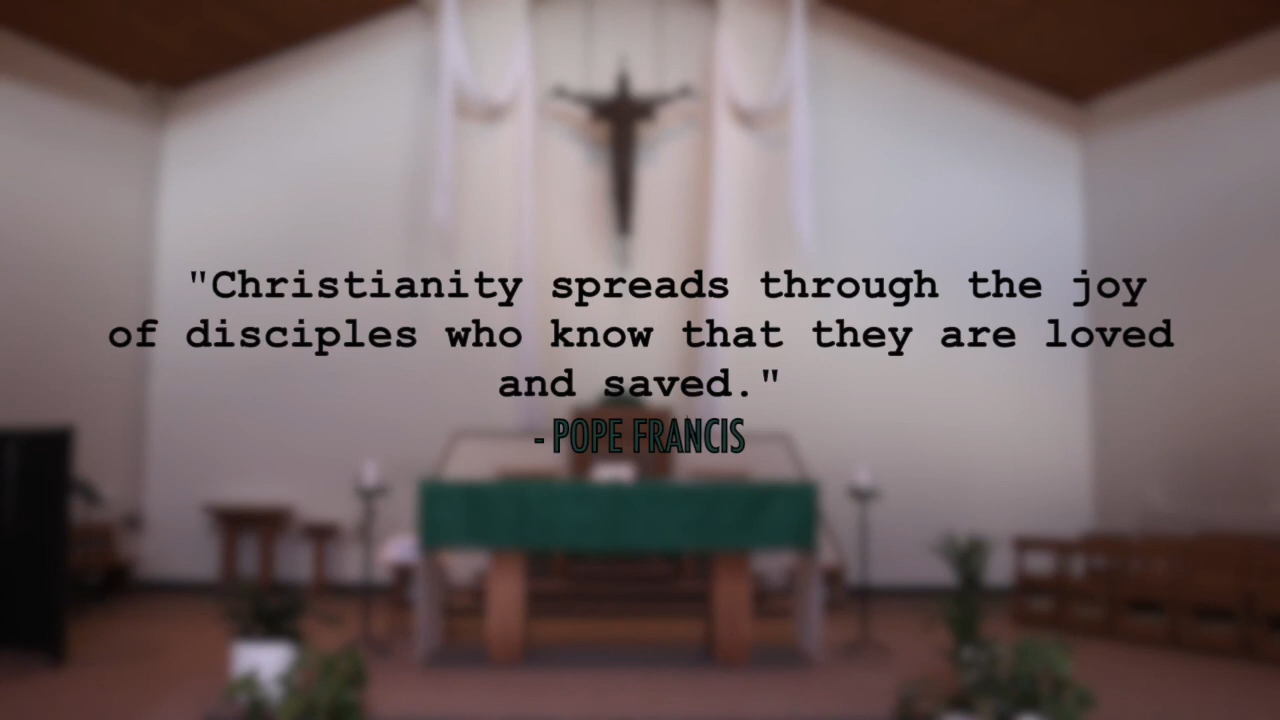 "Christianity spreads through the joy
of disciples who know that they are loved
and saved."
- POPE FRANCIS